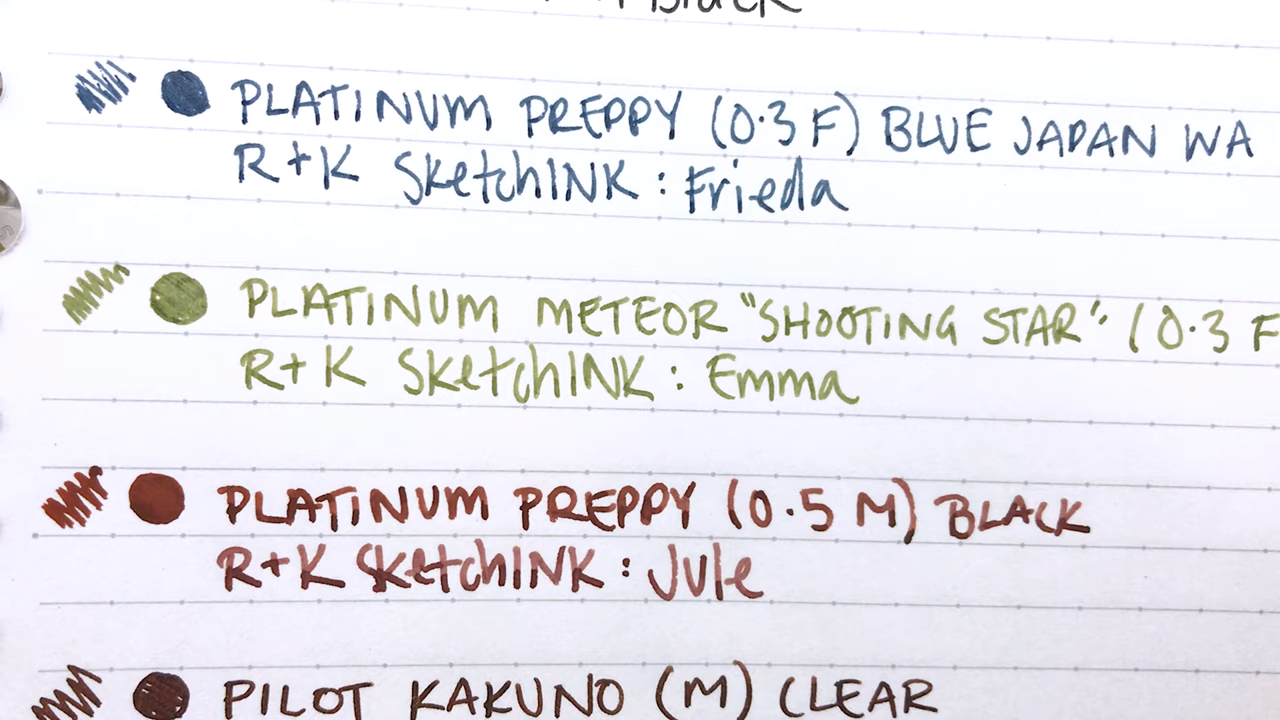 Black
PLATINUM PREPPY (0.3 F) BLUE JAPAN WA
R+K SketchINK : Frieda
PLATINUM METEOR "SHOOTING STAR" (0.3 F
R+K SketchINK : Emma
PLATINUM PREPPY (0.5 M) BLACK
R+K SketchINK : Jule
PILOT KAKUNO (M) CLEAR